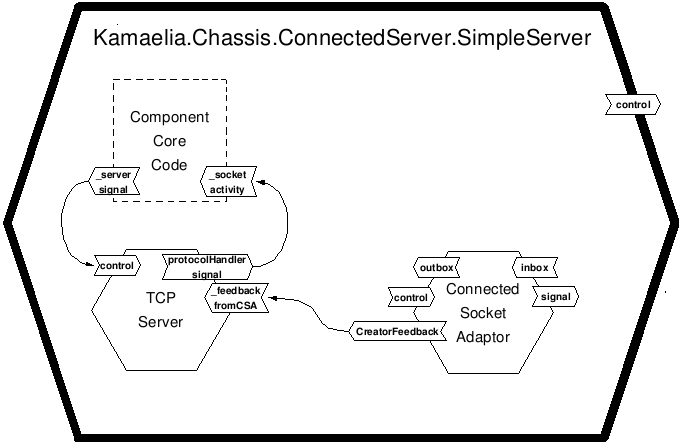 Kamaelia.Chassis.ConnectedServer.SimpleServer
control
Component
Core
Code
_server
signal
_socket
activity
control
protocolHandler
signal
_feedback
fromCSA
TCP
Server
outbox
inbox
control
signal
Connected
Socket
Adaptor
CreatorFeedback